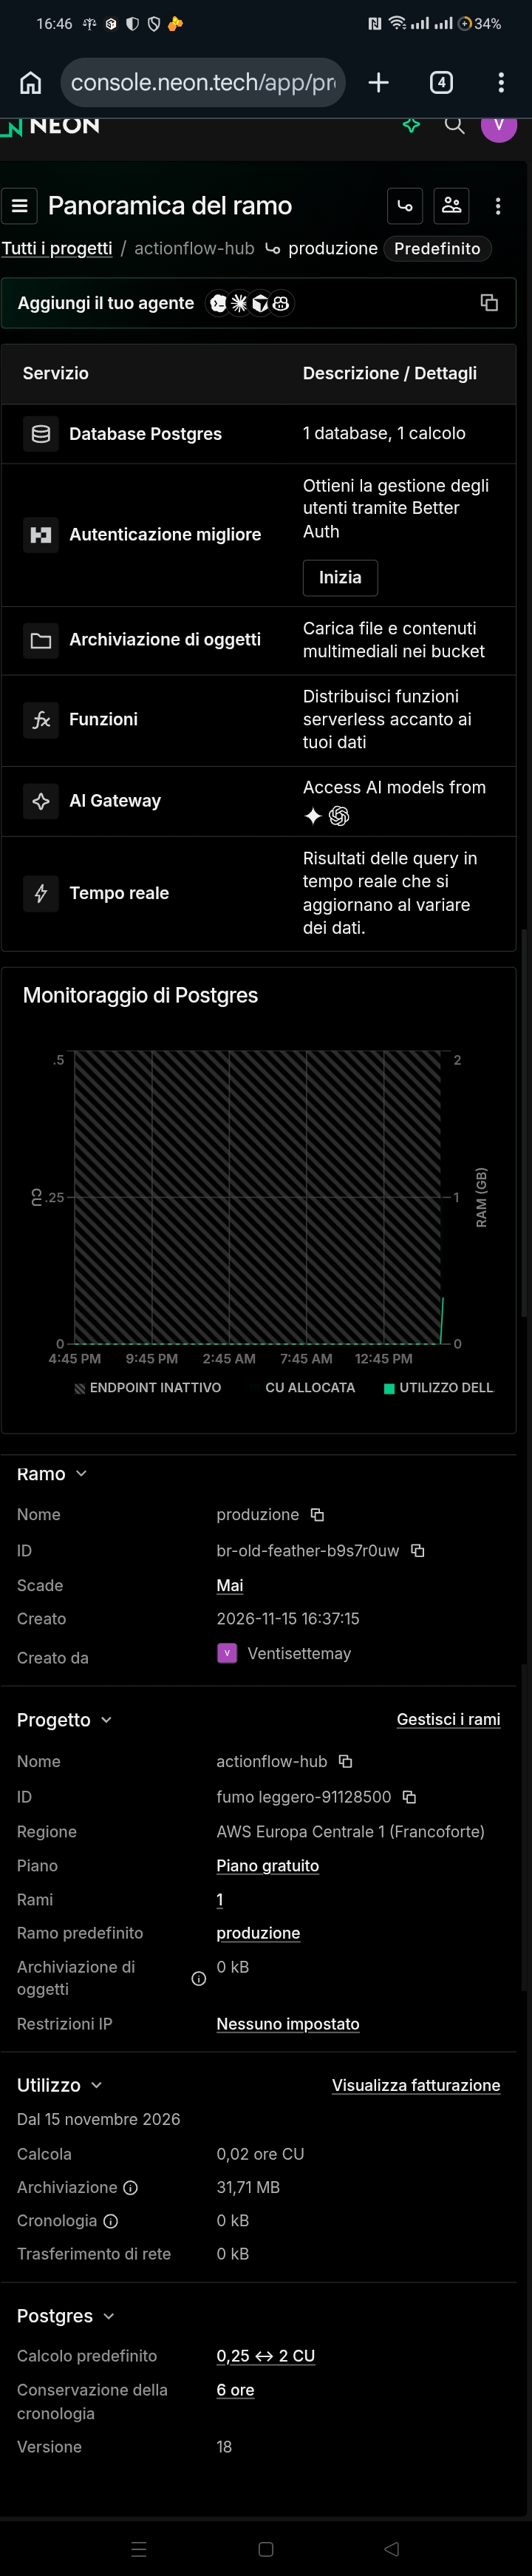 16:46
34%
console.neon.tech/app/pr
4
NEON
V
Panoramica del ramo
Tutti i progetti / actionflow-hub produzione Predefinito
Aggiungi il tuo agente
Servizio Descrizione / Dettagli
Database Postgres 1 database, 1 calcolo
Autenticazione migliore
Ottieni la gestione degli
utenti tramite Better
Auth
Inizia
Archiviazione di oggetti
Carica file e contenuti
multimediali nei bucket
Funzioni
Distribuisci funzioni
serverless accanto ai
tuoi dati
AI Gateway
Access AI models from
Tempo reale
Risultati delle query in
tempo reale che si
aggiornano al variare
dei dati.
Monitoraggio di Postgres
.5 2
CU .25 1 RAM (GB)
0 0
4:45 PM 9:45 PM 2:45 AM 7:45 AM 12:45 PM
ENDPOINT INATTIVO CU ALLOCATA UTILIZZO DELL
Ramo
Nome produzione
ID br-old-feather-b9s7r0uw
Scade Mai
Creato 2026-11-15 16:37:15
Creato da V Ventisettemay
Progetto Gestisci i rami
Nome actionflow-hub
ID fumo leggero-91128500
Regione AWS Europa Centrale 1 (Francoforte)
Piano Piano gratuito
Rami 1
Ramo predefinito produzione
Archiviazione di
oggetti
0 kB
Restrizioni IP Nessuno impostato
Utilizzo Visualizza fatturazione
Dal 15 novembre 2026
Calcola 0,02 ore CU
Archiviazione 31,71 MB
Cronologia 0 kB
Trasferimento di rete 0 kB
Postgres
Calcolo predefinito 0,25 ↔ 2 CU
Conservazione della
cronologia
6 ore
Versione 18